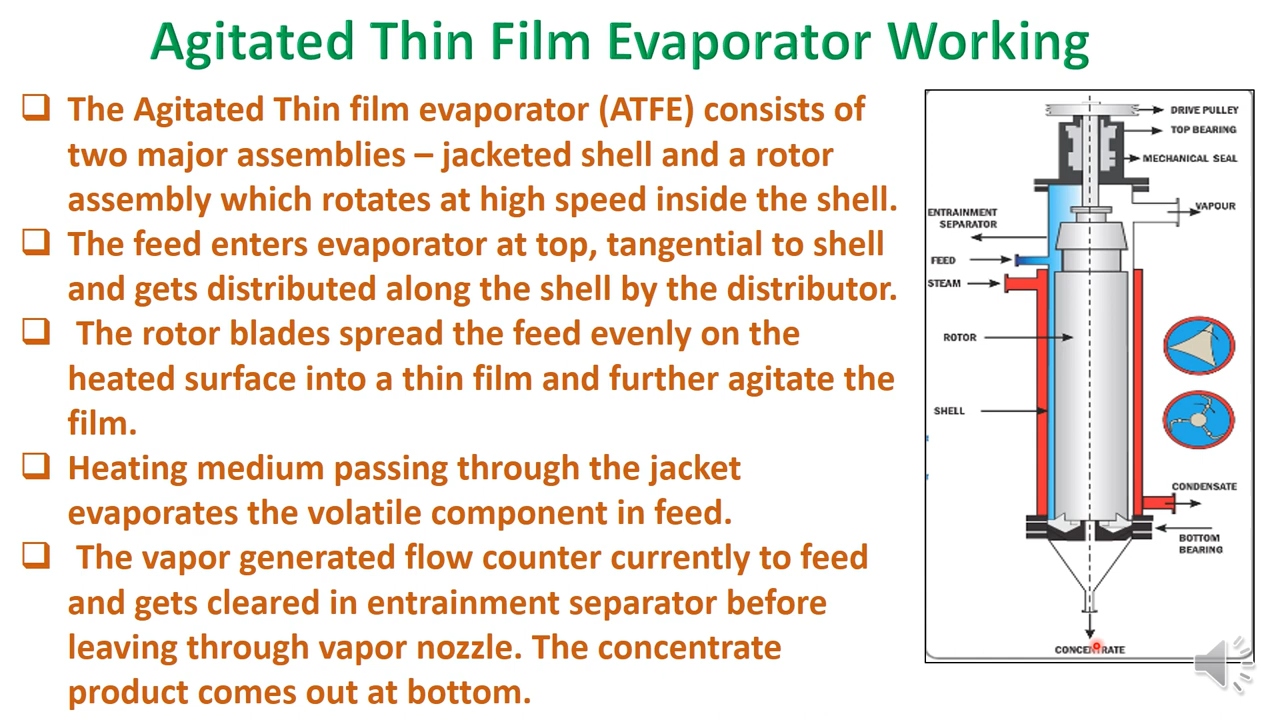 Agitated Thin Film Evaporator Working
The Agitated Thin film evaporator (ATFE) consists of
two major assemblies – jacketed shell and a rotor
assembly which rotates at high speed inside the shell.
The feed enters evaporator at top, tangential to shell
and gets distributed along the shell by the distributor.
The rotor blades spread the feed evenly on the
heated surface into a thin film and further agitate the
film.
Heating medium passing through the jacket
evaporates the volatile component in feed.
The vapor generated flow counter currently to feed
and gets cleared in entrainment separator before
leaving through vapor nozzle. The concentrate
product comes out at bottom.
DRIVE PULLEY
TOP BEARING
MECHANICAL SEAL
VAPOUR
ENTRAINMENT
SEPARATOR
FEED
STEAM
ROTOR
SHELL
CONDENSATE
BOTTOM
BEARING
CONCENTRATE